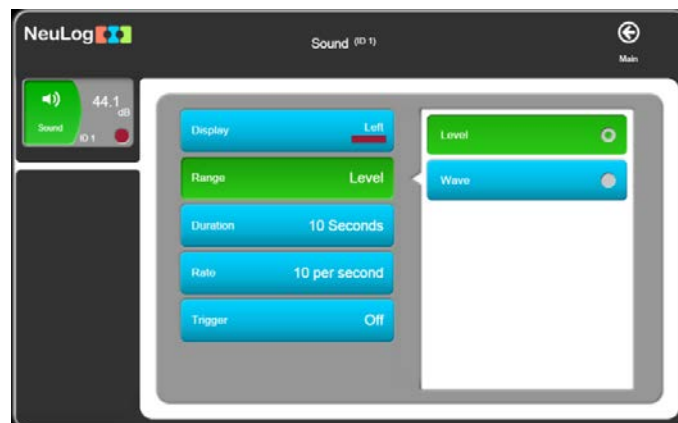 NeuLog
Sound (ID 1)
Main
44.1
dB
Sound
ID 1
Display Left
Range Level
Duration 10 Seconds
Rate 10 per second
Trigger Off
Level
Wave